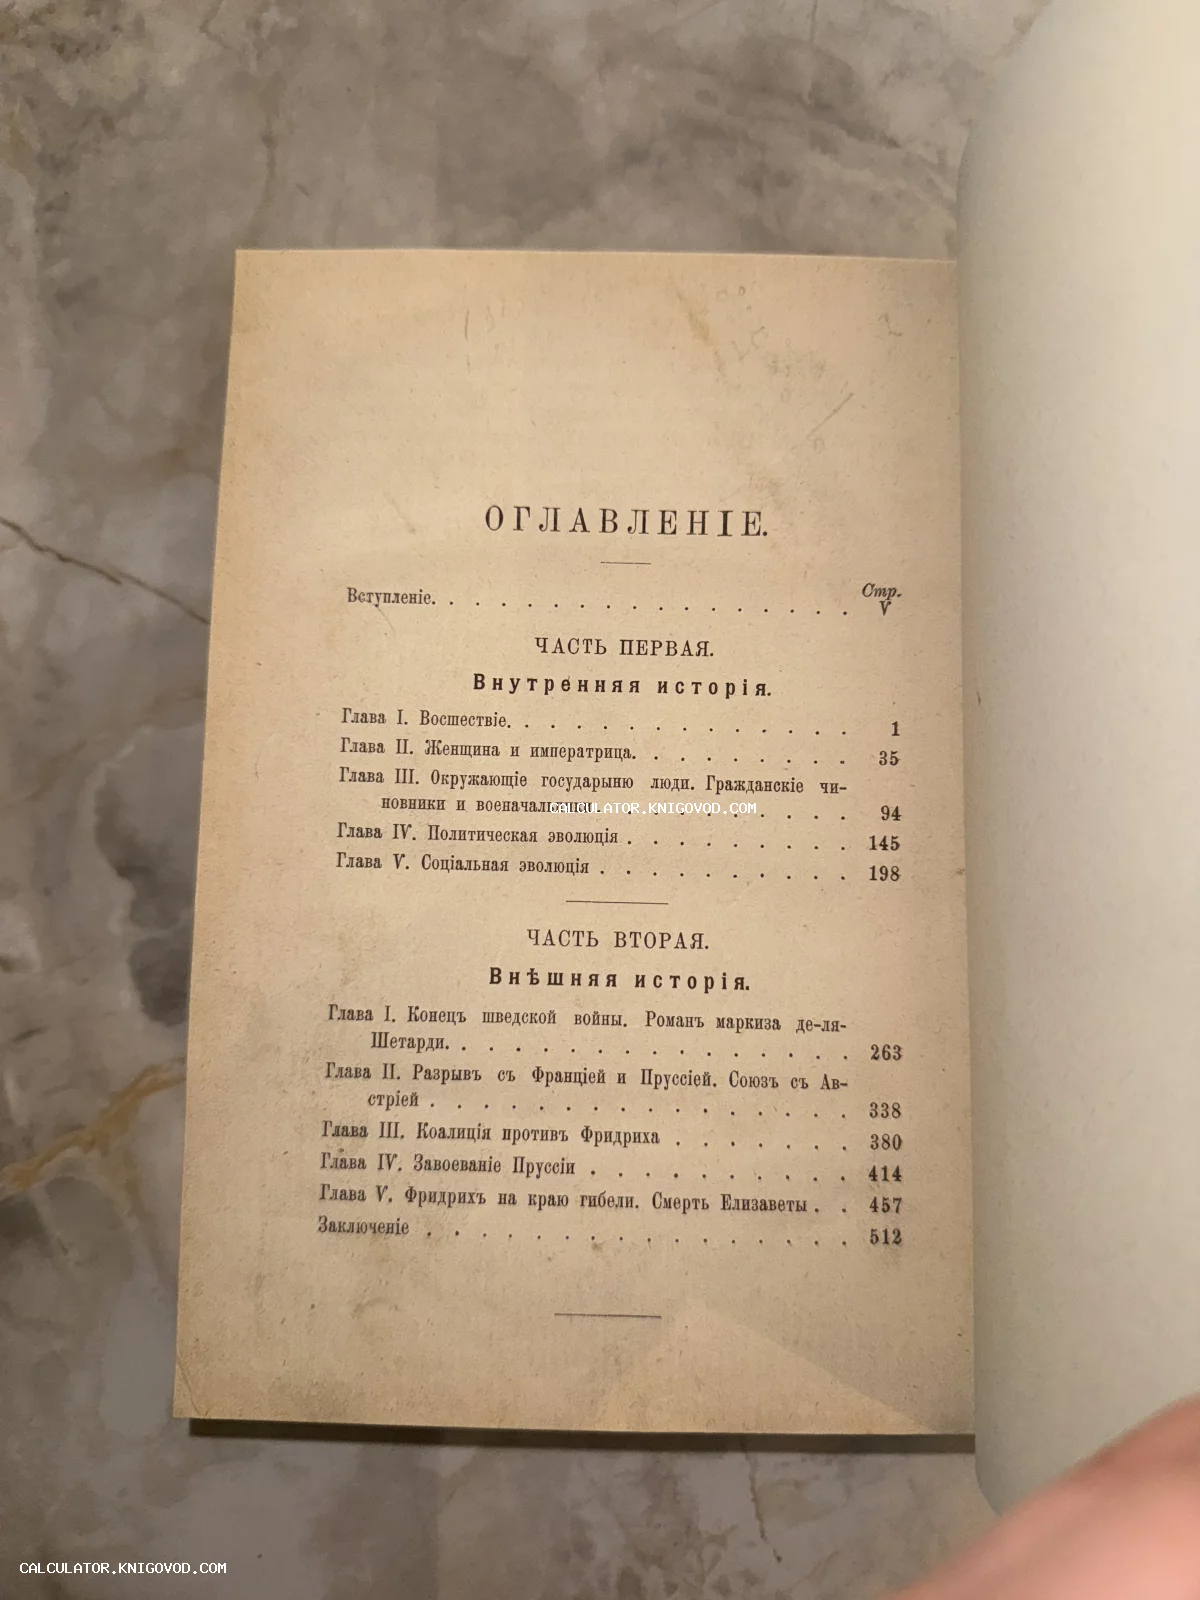 ОГЛАВЛЕНІЕ.
Стр.
Вступленіе. . . . . . . . . . . . . . . . . V
ЧАСТЬ ПЕРВАЯ.
Внутренняя исторія.
Глава I. Восшествіе. . . . . . . . . . . . . . 1
Глава II. Женщина и императрица. . . . . . . . . 35
Глава III. Окружающіе государыню люди. Гражданскіе чи-
новники и . . . . . . . . . . 94
CALCULATOR.KNIGOVOD.COM
Глава IV. Политическая эволюція . . . . . . . . . 145
Глава V. Соціальная эволюція . . . . . . . . . . 198
ЧАСТЬ ВТОРАЯ.
Внѣшняя исторія.
Глава I. Конецъ шведской войны. Романъ маркиза де-ля-
Шетарди. . . . . . . . . . . . . . . . 263
Глава II. Разрывъ съ Франціей и Пруссіей. Союзъ съ Ав-
стріей . . . . . . . . . . . . . . . . 338
Глава III. Коалиція противъ Фридриха . . . . . . . 380
Глава IV. Завоеваніе Пруссіи . . . . . . . . . . 414
Глава V. Фридрихъ на краю гибели. Смерть Елизаветы . . 457
Заключеніе . . . . . . . . . . . . . . . . 512
CALCULATOR.KNIGOVOD.COM